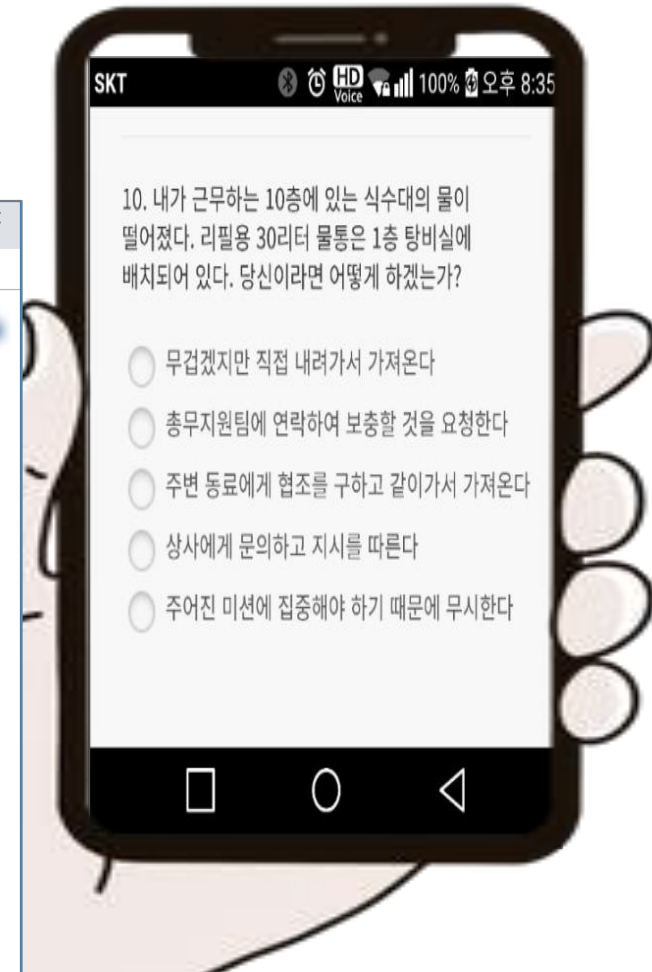 SKT HD Voice 100% 오후 8:35
10. 내가 근무하는 10층에 있는 식수대의 물이
떨어졌다. 리필용 30리터 물통은 1층 탕비실에
배치되어 있다. 당신이라면 어떻게 하겠는가?
무겁겠지만 직접 내려가서 가져온다
총무지원팀에 연락하여 보충할 것을 요청한다
주변 동료에게 협조를 구하고 같이가서 가져온다
상사에게 문의하고 지시를 따른다
주어진 미션에 집중해야 하기 때문에 무시한다